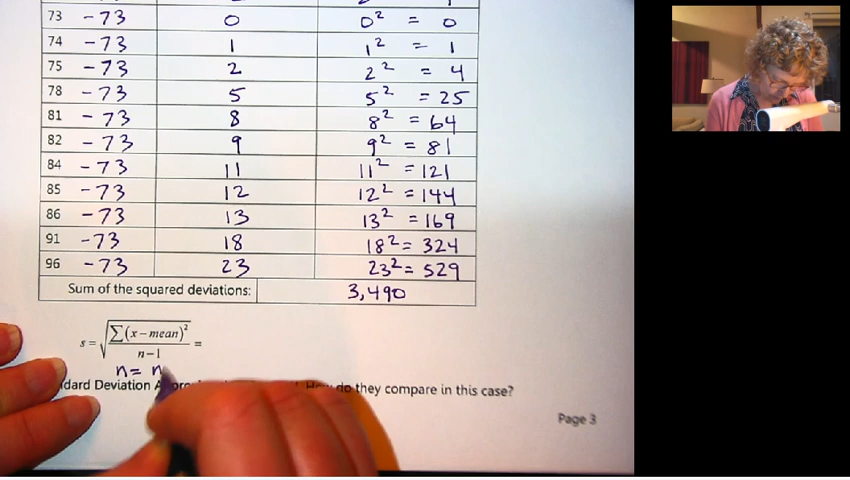 73 -73 0 0² = 0
74 -73 1 1² = 1
75 -73 2 2² = 4
78 -73 5 5² = 25
81 -73 8 8² = 64
82 -73 9 9² = 81
84 -73 11 11² = 121
85 -73 12 12² = 144
86 -73 13 13² = 169
91 -73 18 18² = 324
96 -73 23 23² = 529
Sum of the squared deviations: 3,490
s = √(∑(x-mean)²/n-1) =
n = n
Deviation do they compare in this case?
Page 3